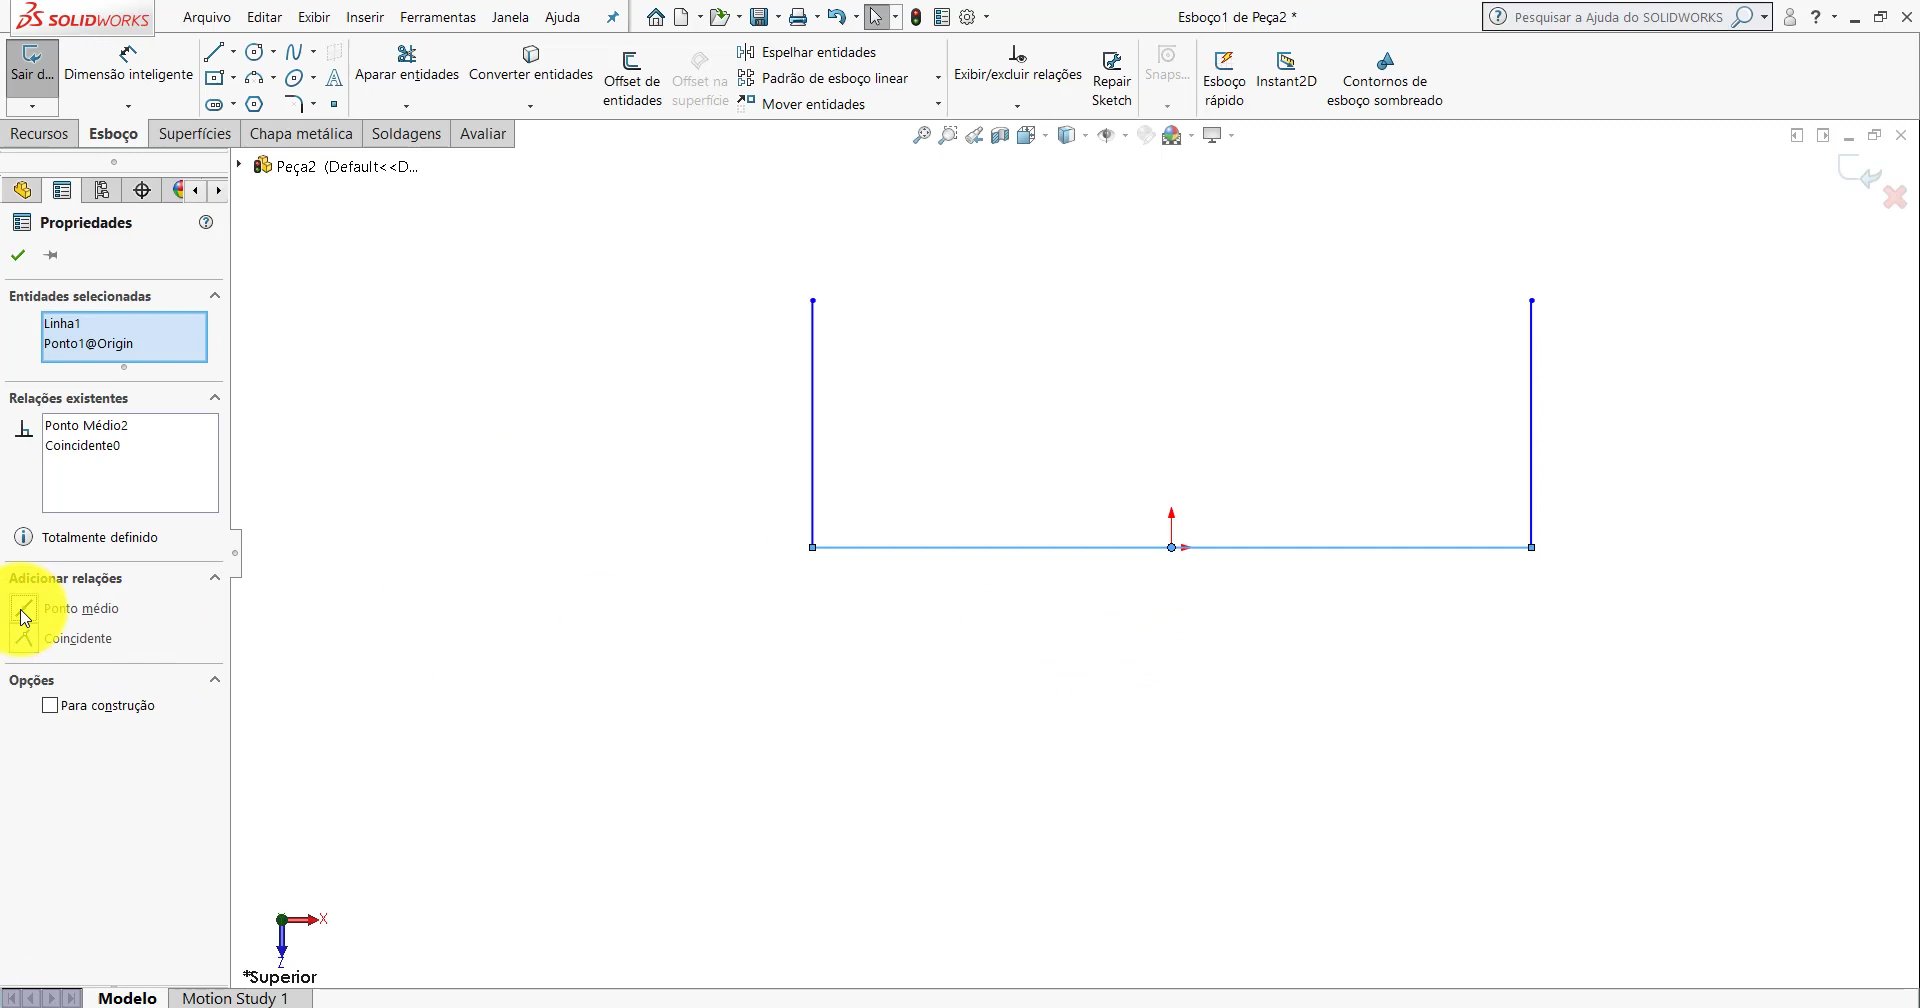 SOLIDWORKS
Arquivo Editar Exibir Inserir Ferramentas Janela Ajuda
Esboço1 de Peça2 *
Pesquisar a Ajuda do SOLIDWORKS
?
Sair d...
Dimensão inteligente
Aparar entidades
Converter entidades
Offset de
entidades
Offset na
superfície
Espelhar entidades
Padrão de esboço linear
Mover entidades
Exibir/excluir relações
Repair
Sketch
Snaps...
Esboço
rápido
Instant2D
Contornos de
esboço sombreado
Recursos Esboço Superfícies Chapa metálica Soldagens Avaliar
Peça2 (Default<<D...
Propriedades
Entidades selecionadas
Linha1
Ponto1@Origin
Relações existentes
Ponto Médio2
Coincidente0
Totalmente definido
Adicionar relações
Ponto médio
Coincidente
Opções
Para construção
X
Z
*Superior
Modelo Motion Study 1